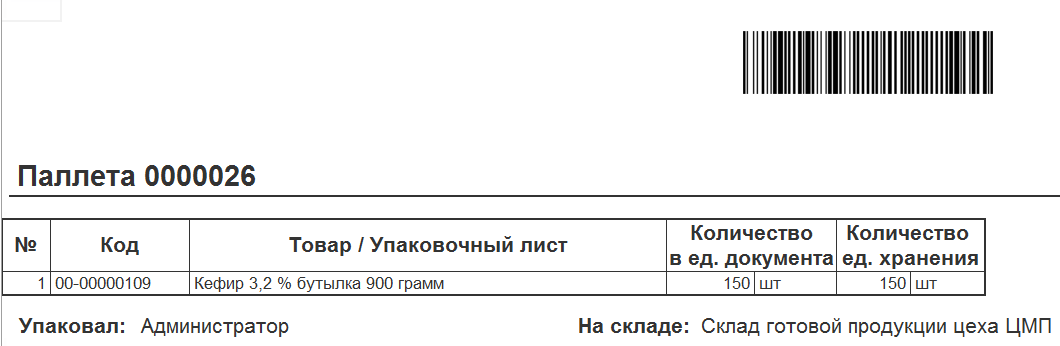 Паллета 0000026
№ Код Товар / Упаковочный лист Количество в ед. документа Количество ед. хранения
1 00-00000109 Кефир 3,2 % бутылка 900 грамм 150 шт 150 шт
Упаковал: Администратор На складе: Склад готовой продукции цеха ЦМП